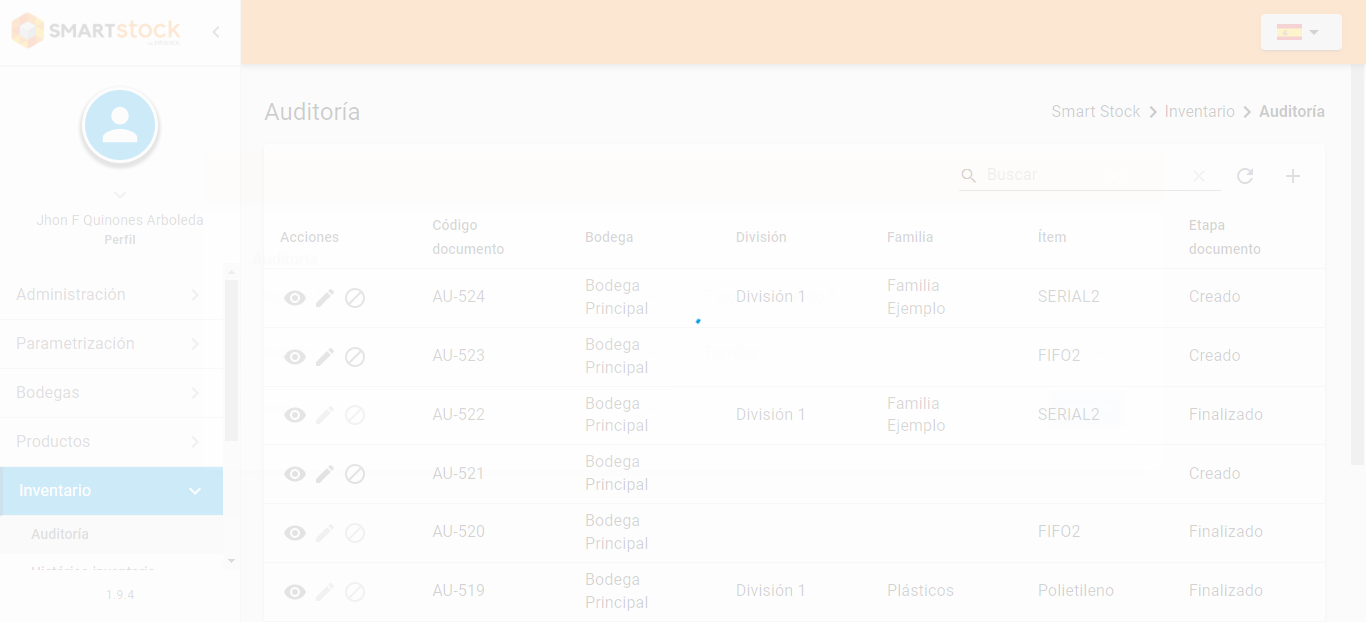 SMARTstock
Auditoría
Smart Stock > Inventario > Auditoría
Buscar
Jhon F Quinones Arboleda
Perfil
Administración
Parametrización
Bodegas
Productos
Inventario
Auditoría
Histórico inventario
1.9.4
Acciones
Código
documento
Bodega
División
Familia
Ítem
Etapa
documento
AU-524
Bodega
Principal
División 1
Familia
Ejemplo
SERIAL2
Creado
AU-523
Bodega
Principal
FIFO2
Creado
AU-522
Bodega
Principal
División 1
Familia
Ejemplo
SERIAL2
Finalizado
AU-521
Bodega
Principal
Creado
AU-520
Bodega
Principal
FIFO2
Finalizado
AU-519
Bodega
Principal
División 1
Plásticos
Polietileno
Finalizado